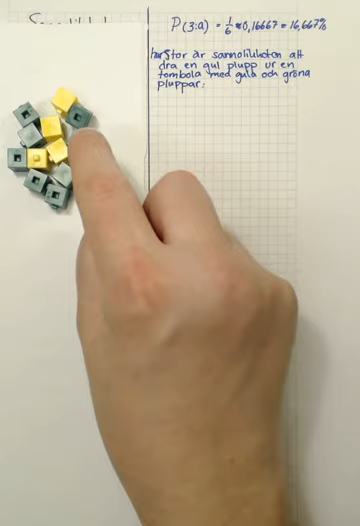 P(3:a) = 1/6 ≈ 0,16667 = 16,667%
hur stor är sannolikheten att
dra en gul plupp ur en
tombola med gula och gröna
pluppar: